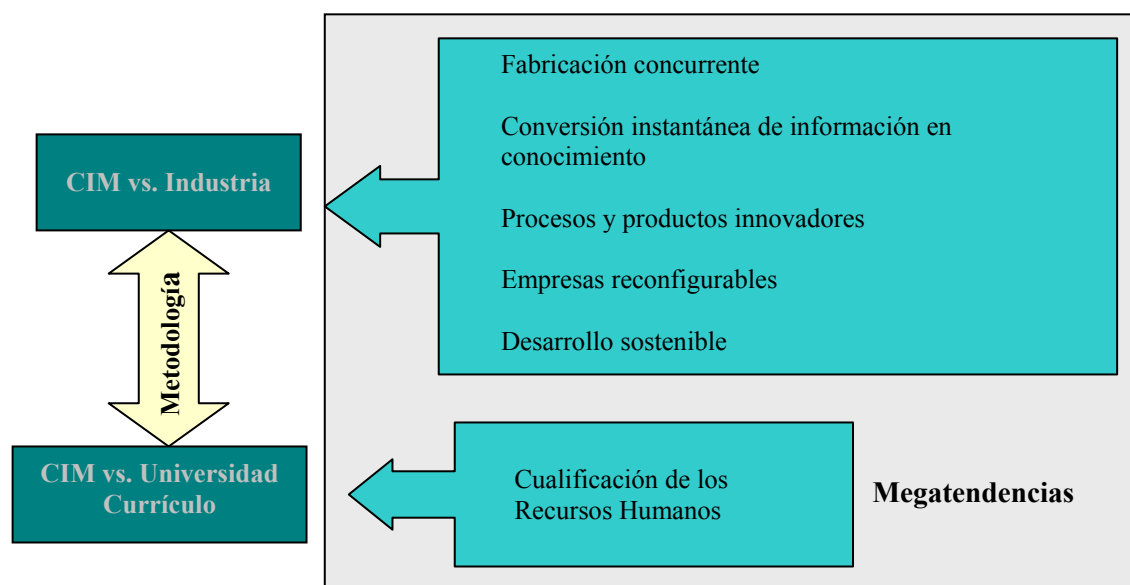 CIM vs. Industria
Metodología
CIM vs. Universidad
Currículo
Fabricación concurrente
Conversión instantánea de información en
conocimiento
Procesos y productos innovadores
Empresas reconfigurables
Desarrollo sostenible
Cualificación de los
Recursos Humanos
Megatendencias